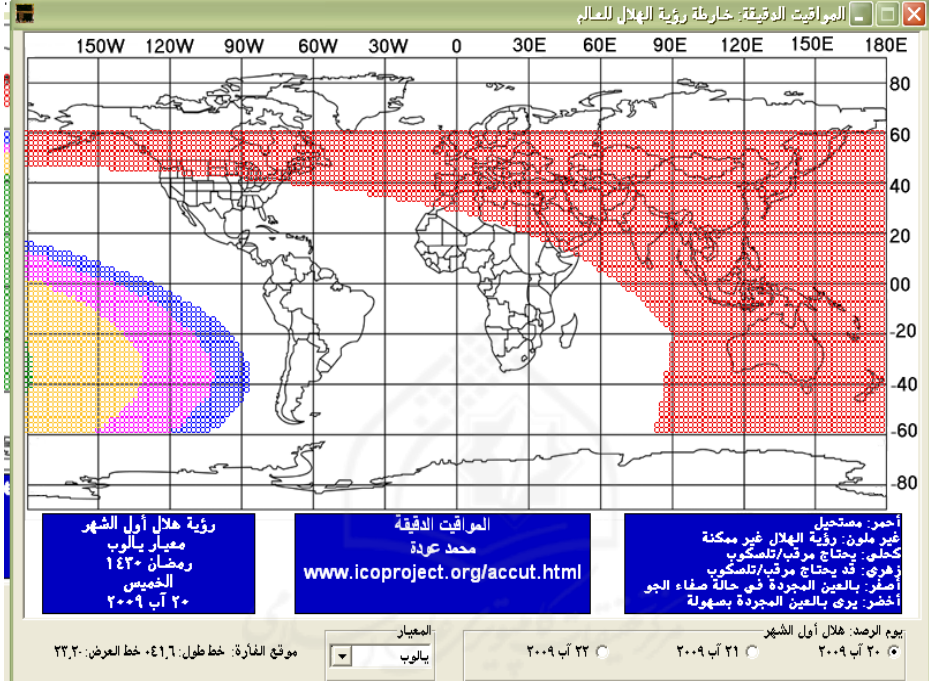 المواقيت الدقيقة: خارطة رؤية الهلال للعالم
150W 120W 90W 60W 30W 0 30E 60E 90E 120E 150E 180E
80
60
40
20
00
-20
-40
-60
-80
أحمر: مستحيل
غير ملون: رؤية الهلال غير ممكنة
كحلي: يحتاج مرقب/تلسكوب
زهري: قد يحتاج مرقب/تلسكوب
أصفر: بالعين المجردة في حالة صفاء الجو
أخضر: يرى بالعين المجردة بسهولة
المواقيت الدقيقة
محمد عودة
www.icoproject.org/accut.html
رؤية هلال أول الشهر
معيار يالوب
رمضان ١٤٣٠
الخميس
٢٠ آب ٢٠٠٩
يوم الرصد: هلال أول الشهر
٢٠ آب ٢٠٠٩
٢١ آب ٢٠٠٩
٢٢ آب ٢٠٠٩
المعيار
يالوب
موقع الفأرة: خط طول: ٠٤١,٦ خط العرض: ٢٣,٢٠